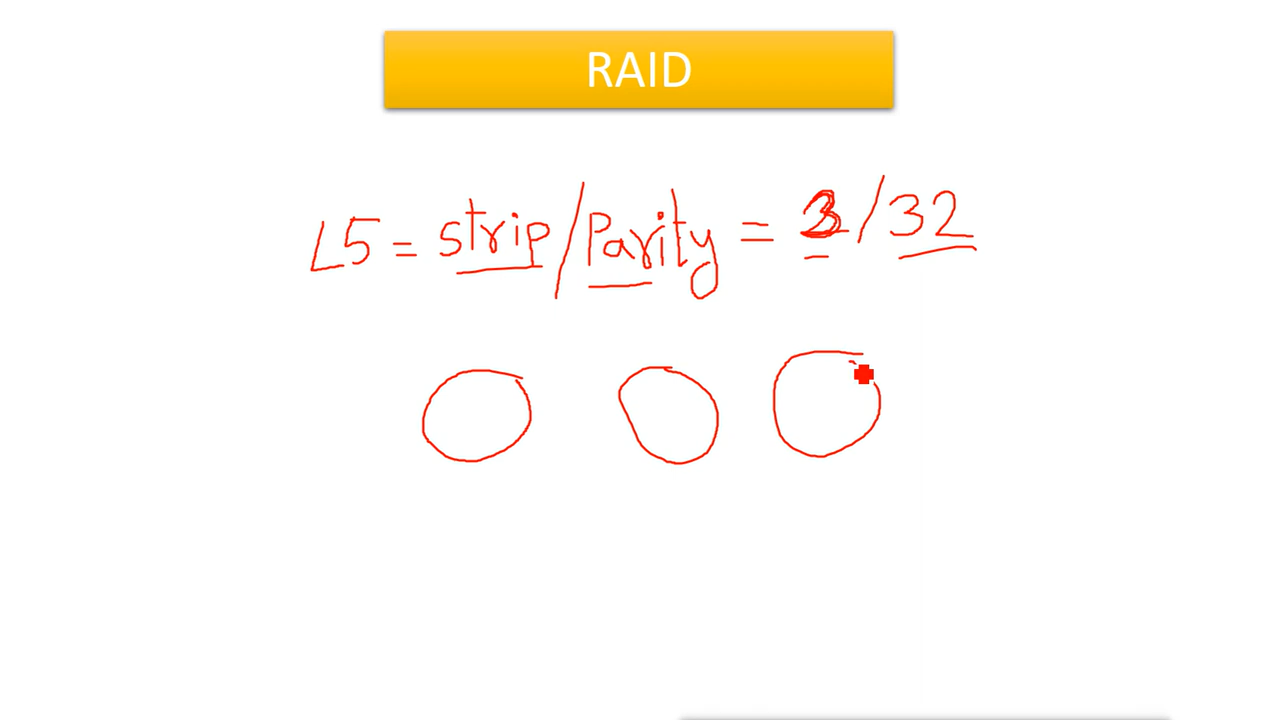 RAID
L5 = strip/Parity = 3/32